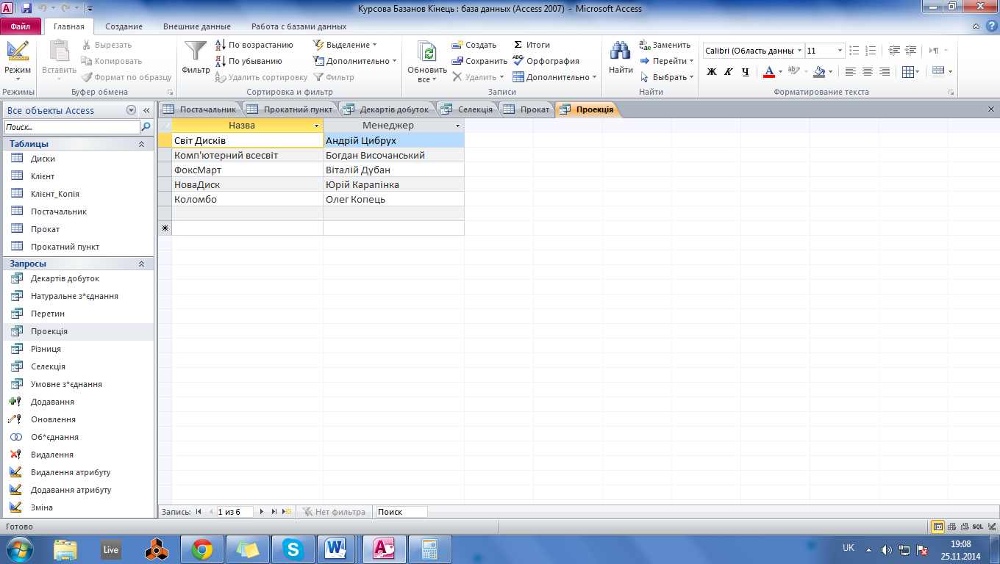 Курсова Базанов Кінець : база данных (Access 2007) - Microsoft Access
Файл Главная Создание Внешние данные Работа с базами данных
Режим
Режимы
Вставить
Вырезать
Копировать
Формат по образцу
Буфер обмена
Фильтр
По возрастанию
По убыванию
Удалить сортировку
Выделение
Дополнительно
Фильтр
Сортировка и фильтр
Обновить
все
Создать
Сохранить
Удалить
Итоги
Орфография
Дополнительно
Записи
Найти
Заменить
Перейти
Выбрать
Найти
Calibri (Область данны: 11
Ж К Ч
Форматирование текста
Все объекты Access
Поиск...
Таблицы
Диски
Клієнт
Клієнт_Копія
Постачальник
Прокат
Прокатний пункт
Запросы
Декартів добуток
Натуральне з*єднання
Перетин
Проекція
Різниця
Селекція
Умовне з*єднання
Додавання
Оновлення
Об*єднання
Видалення
Видалення атрибуту
Додавання атрибуту
Зміна
Постачальник Прокатний пункт Декартів добуток Селекція Прокат Проекція
Назва Менеджер
Світ Дисків Андрій Цибрух
Комп'ютерний всесвіт Богдан Височанський
ФоксМарт Віталій Дубан
НоваДиск Юрій Карапінка
Коломбо Олег Копець
Запись: 1 из 6 Нет фильтра Поиск
Готово
SQL
Live
UK
19:08
25.11.2014